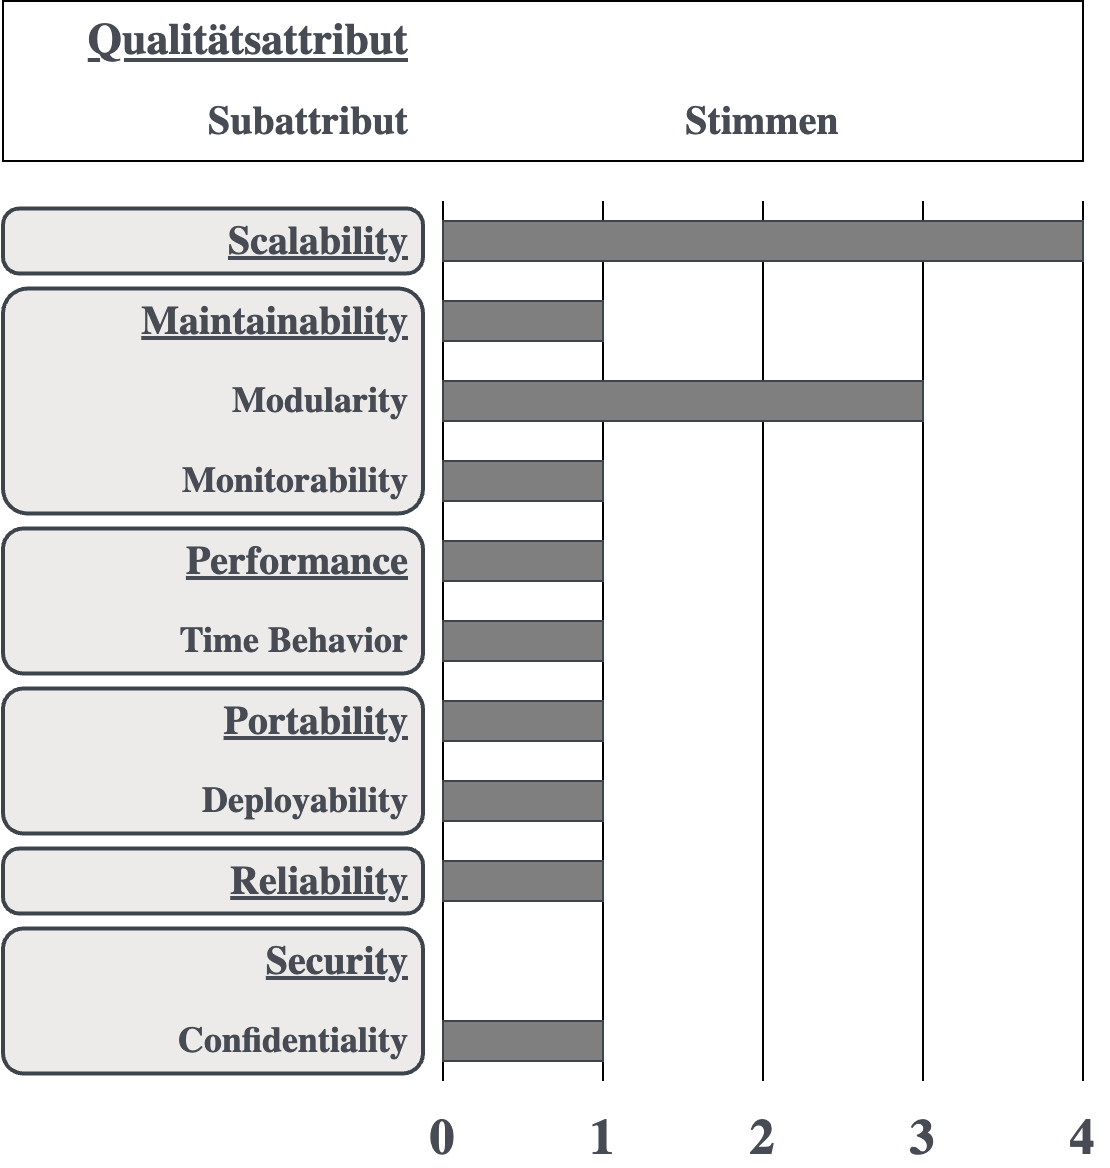 Qualitätsattribut
Subattribut Stimmen
Scalability
Maintainability
Modularity
Monitorability
Performance
Time Behavior
Portability
Deployability
Reliability
Security
Confidentiality
0 1 2 3 4